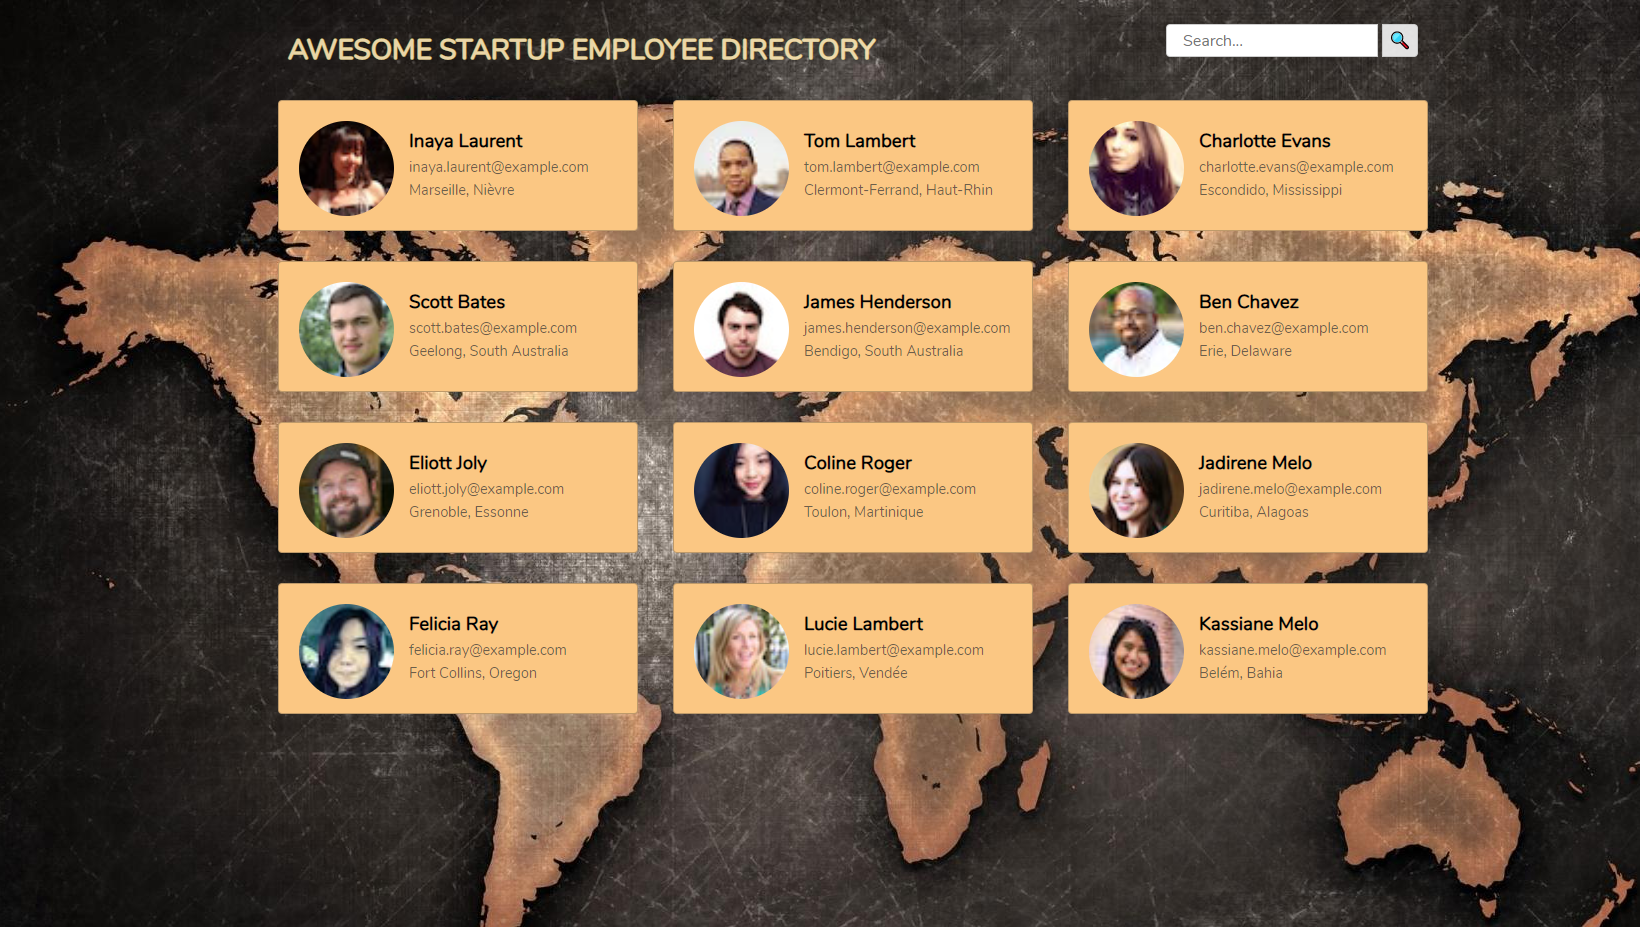 AWESOME STARTUP EMPLOYEE DIRECTORY
Search...
Inaya Laurent
inaya.laurent@example.com
Marseille, Nièvre
Tom Lambert
tom.lambert@example.com
Clermont-Ferrand, Haut-Rhin
Charlotte Evans
charlotte.evans@example.com
Escondido, Mississippi
Scott Bates
scott.bates@example.com
Geelong, South Australia
James Henderson
james.henderson@example.com
Bendigo, South Australia
Ben Chavez
ben.chavez@example.com
Erie, Delaware
Eliott Joly
eliott.joly@example.com
Grenoble, Essonne
Coline Roger
coline.roger@example.com
Toulon, Martinique
Jadirene Melo
jadirene.melo@example.com
Curitiba, Alagoas
Felicia Ray
felicia.ray@example.com
Fort Collins, Oregon
Lucie Lambert
lucie.lambert@example.com
Poitiers, Vendée
Kassiane Melo
kassiane.melo@example.com
Belém, Bahia